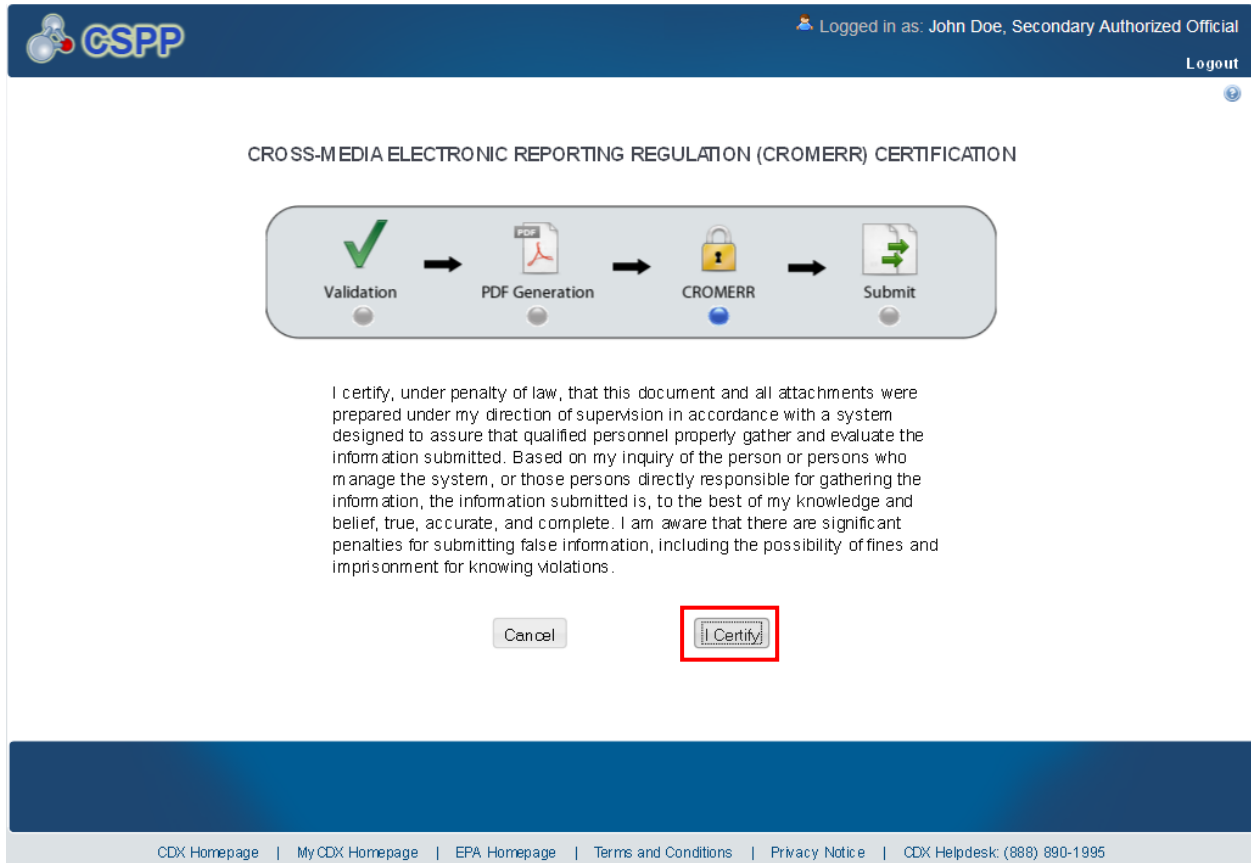 CSPP
Logged in as: John Doe, Secondary Authorized Official
Logout
CROSS-MEDIA ELECTRONIC REPORTING REGULATION (CROMERR) CERTIFICATION
PDF
Validation PDF Generation CROMERR Submit
I certify, under penalty of law, that this document and all attachments were
prepared under my direction of supervision in accordance with a system
designed to assure that qualified personnel properly gather and evaluate the
information submitted. Based on my inquiry of the person or persons who
manage the system, or those persons directly responsible for gathering the
information, the information submitted is, to the best of my knowledge and
belief, true, accurate, and complete. I am aware that there are significant
penalties for submitting false information, including the possibility of fines and
imprisonment for knowing violations.
Cancel I Certify
CDX Homepage | MyCDX Homepage | EPA Homepage | Terms and Conditions | Privacy Notice | CDX Helpdesk: (888) 890-1995